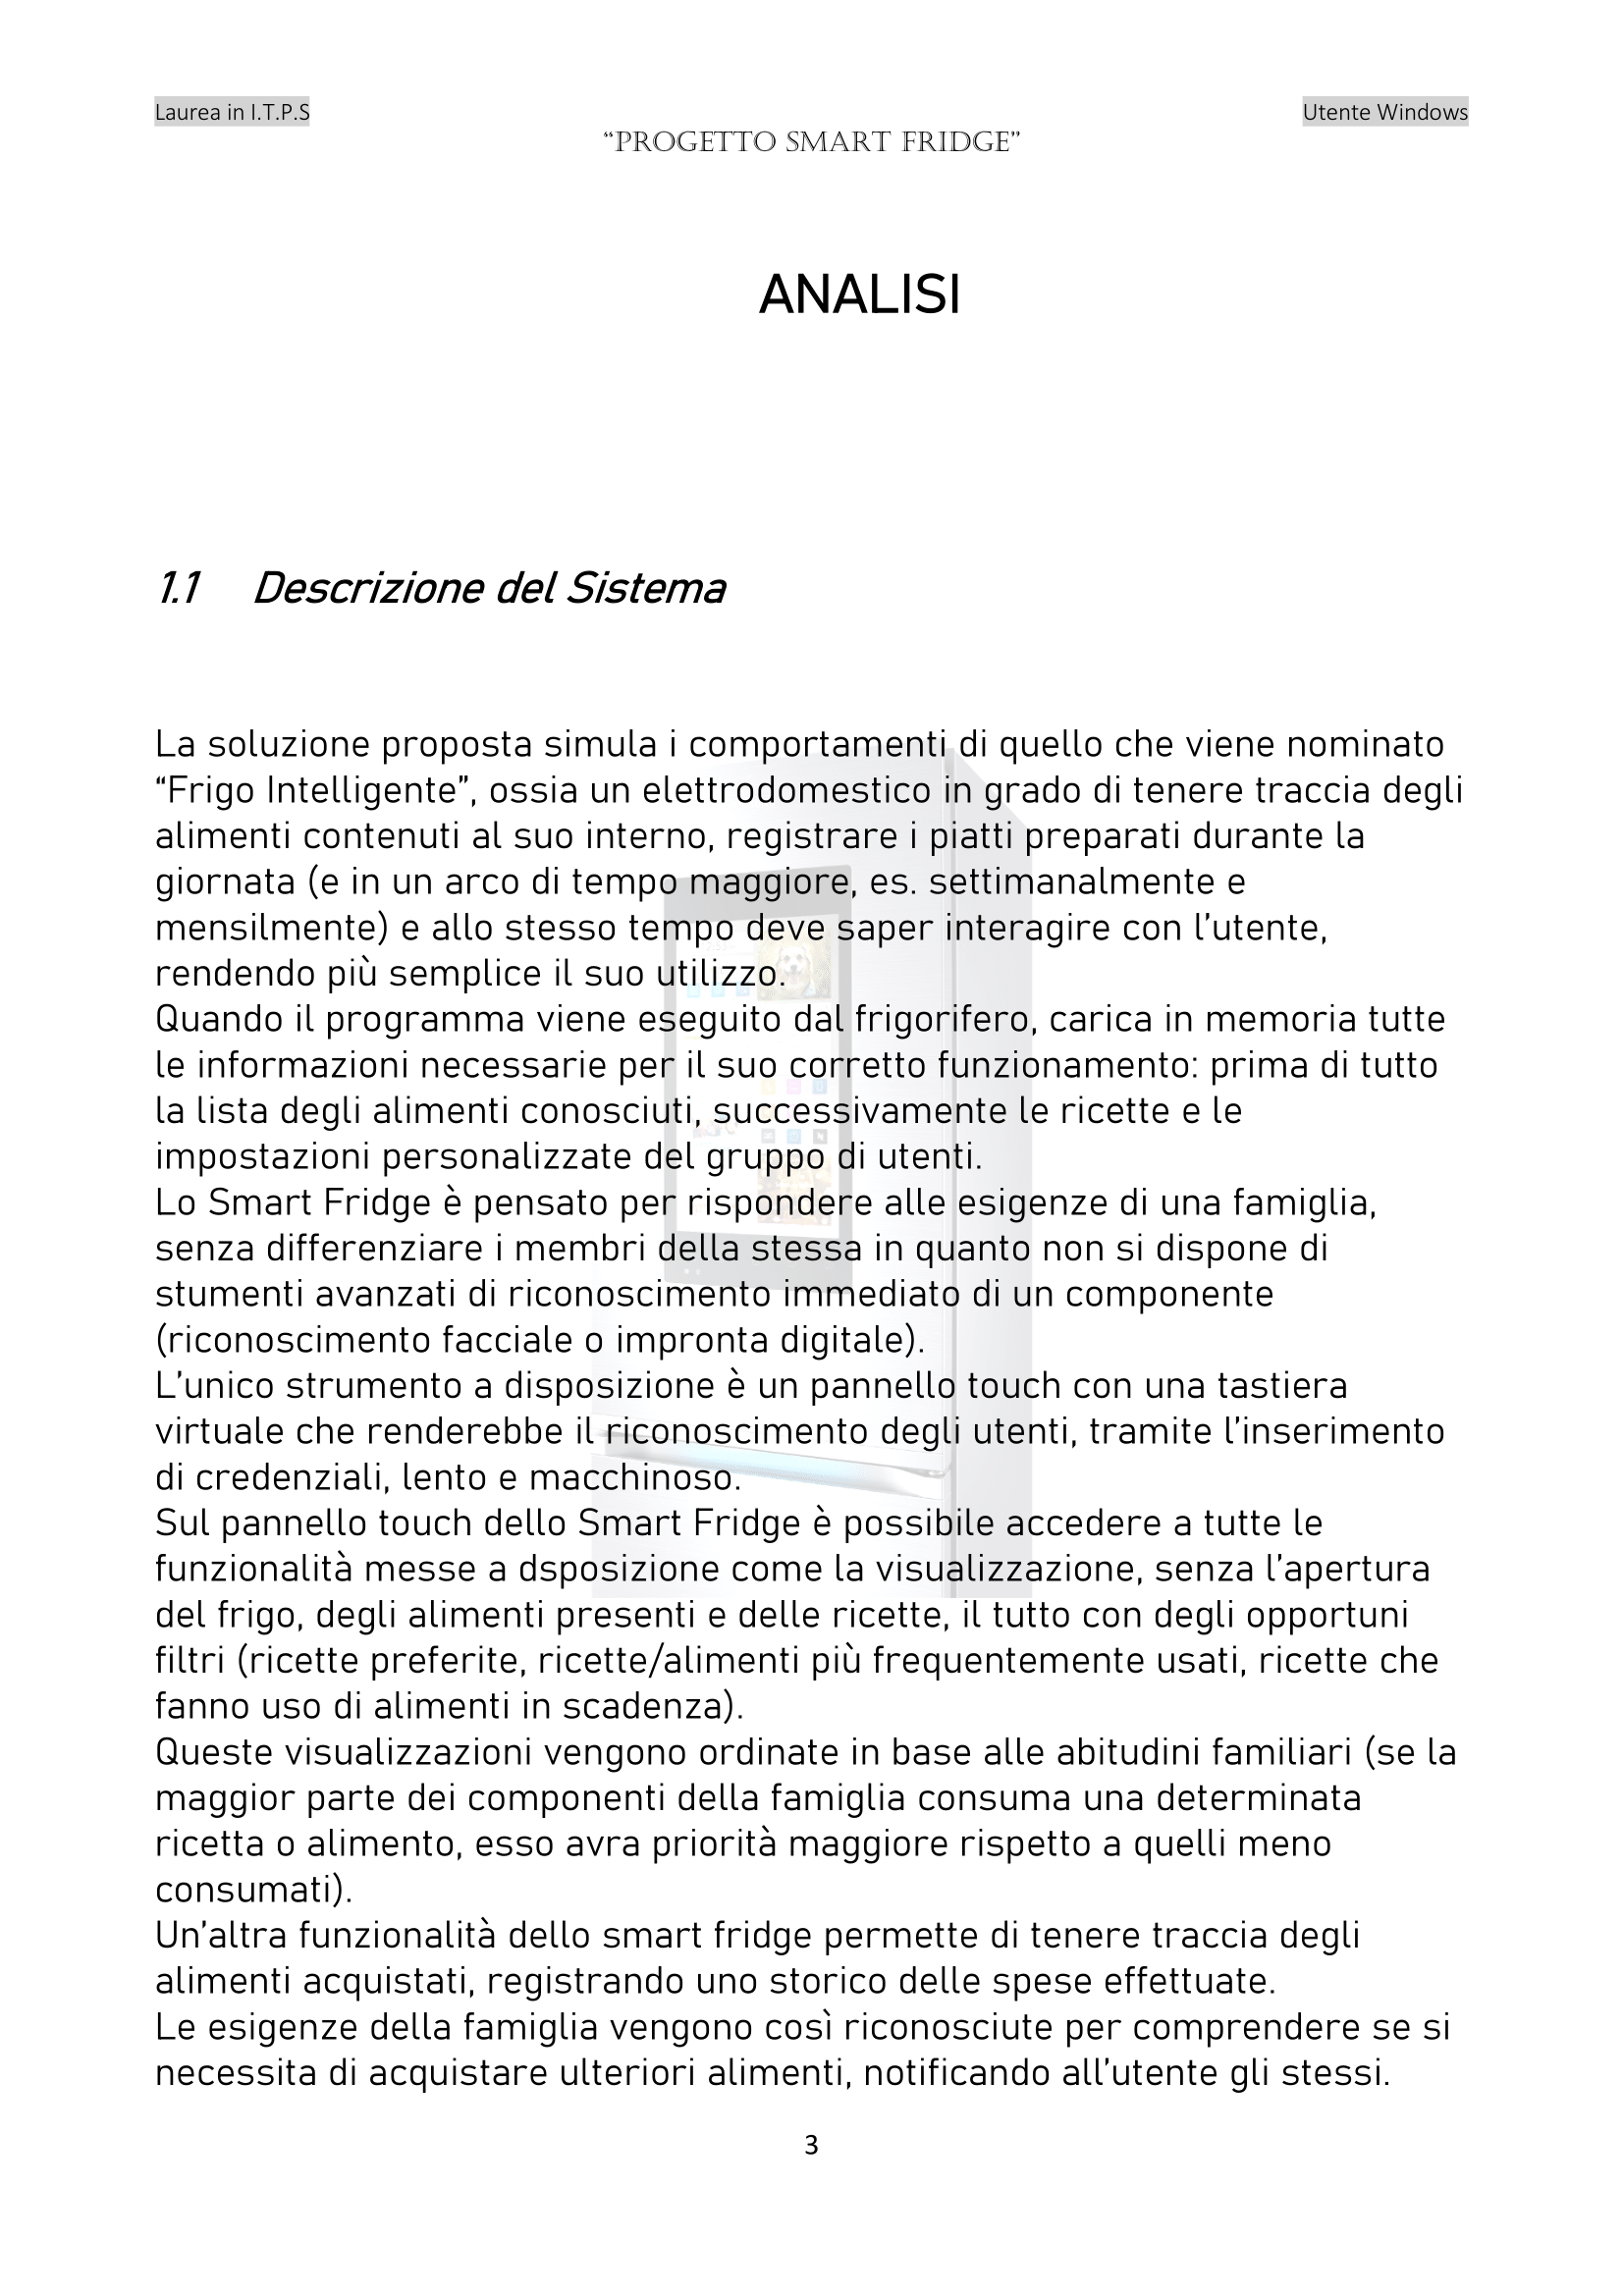 Laurea in I.T.P.S
Utente Windows
“PROGETTO SMART FRIDGE”
ANALISI
1.1 Descrizione del Sistema
La soluzione proposta simula i comportamenti di quello che viene nominato
“Frigo Intelligente”, ossia un elettrodomestico in grado di tenere traccia degli
alimenti contenuti al suo interno, registrare i piatti preparati durante la
giornata (e in un arco di tempo maggiore, es. settimanalmente e
mensilmente) e allo stesso tempo deve saper interagire con l’utente,
rendendo più semplice il suo utilizzo.
Quando il programma viene eseguito dal frigorifero, carica in memoria tutte
le informazioni necessarie per il suo corretto funzionamento: prima di tutto
la lista degli alimenti conosciuti, successivamente le ricette e le
impostazioni personalizzate del gruppo di utenti.
Lo Smart Fridge è pensato per rispondere alle esigenze di una famiglia,
senza differenziare i membri della stessa in quanto non si dispone di
stumenti avanzati di riconoscimento immediato di un componente
(riconoscimento facciale o impronta digitale).
L’unico strumento a disposizione è un pannello touch con una tastiera
virtuale che renderebbe il riconoscimento degli utenti, tramite l’inserimento
di credenziali, lento e macchinoso.
Sul pannello touch dello Smart Fridge è possibile accedere a tutte le
funzionalità messe a dsposizione come la visualizzazione, senza l’apertura
del frigo, degli alimenti presenti e delle ricette, il tutto con degli opportuni
filtri (ricette preferite, ricette/alimenti più frequentemente usati, ricette che
fanno uso di alimenti in scadenza).
Queste visualizzazioni vengono ordinate in base alle abitudini familiari (se la
maggior parte dei componenti della famiglia consuma una determinata
ricetta o alimento, esso avra priorità maggiore rispetto a quelli meno
consumati).
Un’altra funzionalità dello smart fridge permette di tenere traccia degli
alimenti acquistati, registrando uno storico delle spese effettuate.
Le esigenze della famiglia vengono così riconosciute per comprendere se si
necessita di acquistare ulteriori alimenti, notificando all’utente gli stessi.
3